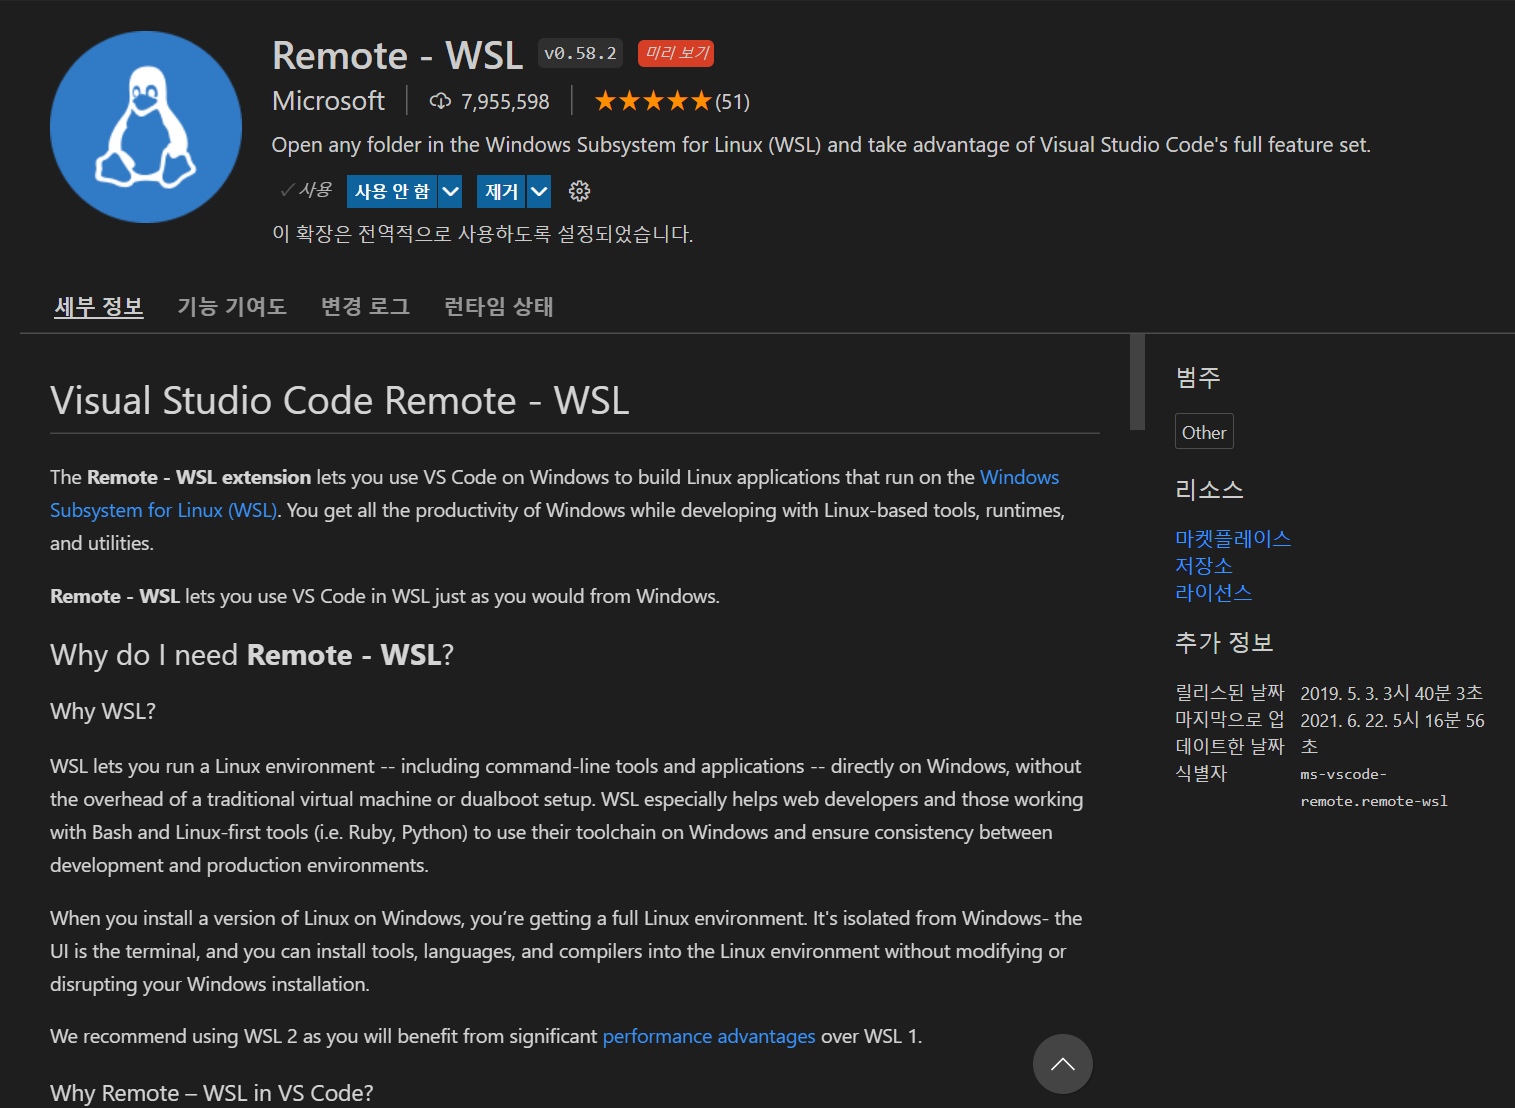 Remote - WSL v0.58.2 미리 보기
Microsoft 7,955,598 ★★★★★(51)
Open any folder in the Windows Subsystem for Linux (WSL) and take advantage of Visual Studio Code's full feature set.
✓사용 사용 안 함 제거
이 확장은 전역적으로 사용하도록 설정되었습니다.
세부 정보 기능 기여도 변경 로그 런타임 상태
Visual Studio Code Remote - WSL
The Remote - WSL extension lets you use VS Code on Windows to build Linux applications that run on the Windows
Subsystem for Linux (WSL). You get all the productivity of Windows while developing with Linux-based tools, runtimes,
and utilities.
Remote - WSL lets you use VS Code in WSL just as you would from Windows.
Why do I need Remote - WSL?
Why WSL?
WSL lets you run a Linux environment -- including command-line tools and applications -- directly on Windows, without
the overhead of a traditional virtual machine or dualboot setup. WSL especially helps web developers and those working
with Bash and Linux-first tools (i.e. Ruby, Python) to use their toolchain on Windows and ensure consistency between
development and production environments.
When you install a version of Linux on Windows, you’re getting a full Linux environment. It's isolated from Windows- the
UI is the terminal, and you can install tools, languages, and compilers into the Linux environment without modifying or
disrupting your Windows installation.
We recommend using WSL 2 as you will benefit from significant performance advantages over WSL 1.
Why Remote – WSL in VS Code?
범주
Other
리소스
마켓플레이스
저장소
라이선스
추가 정보
릴리스된 날짜 2019. 5. 3. 3시 40분 3초
마지막으로 업 2021. 6. 22. 5시 16분 56
데이트한 날짜 초
식별자 ms-vscode-
remote.remote-wsl